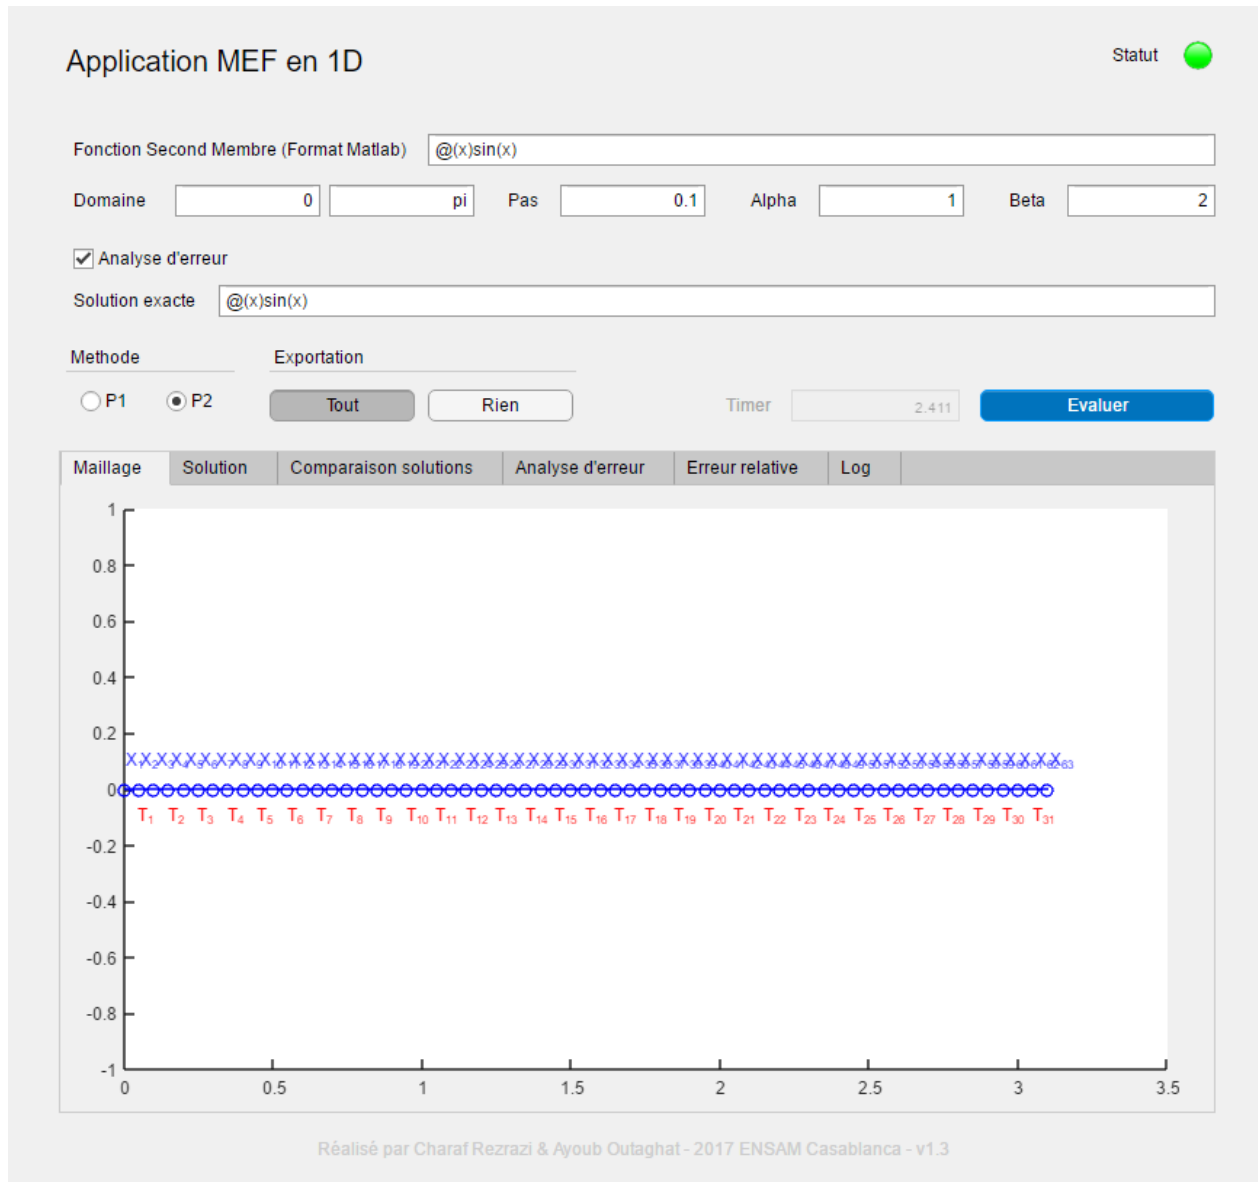 Application MEF en 1D
Statut
Fonction Second Membre (Format Matlab) @(x)sin(x)
Domaine 0 pi Pas 0.1 Alpha 1 Beta 2
Analyse d'erreur
Solution exacte @(x)sin(x)
Methode Exportation
P1 P2 Tout Rien Timer 2.411 Evaluer
Maillage Solution Comparaison solutions Analyse d'erreur Erreur relative Log
1
0.8
0.6
0.4
0.2
0
T1 T2 T3 T4 T5 T6 T7 T8 T9 T10 T11 T12 T13 T14 T15 T16 T17 T18 T19 T20 T21 T22 T23 T24 T25 T26 T27 T28 T29 T30 T31
-0.2
-0.4
-0.6
-0.8
-1
0 0.5 1 1.5 2 2.5 3 3.5
Réalisé par Charaf Rezrazi & Ayoub Outaghat - 2017 ENSAM Casablanca - v1.3